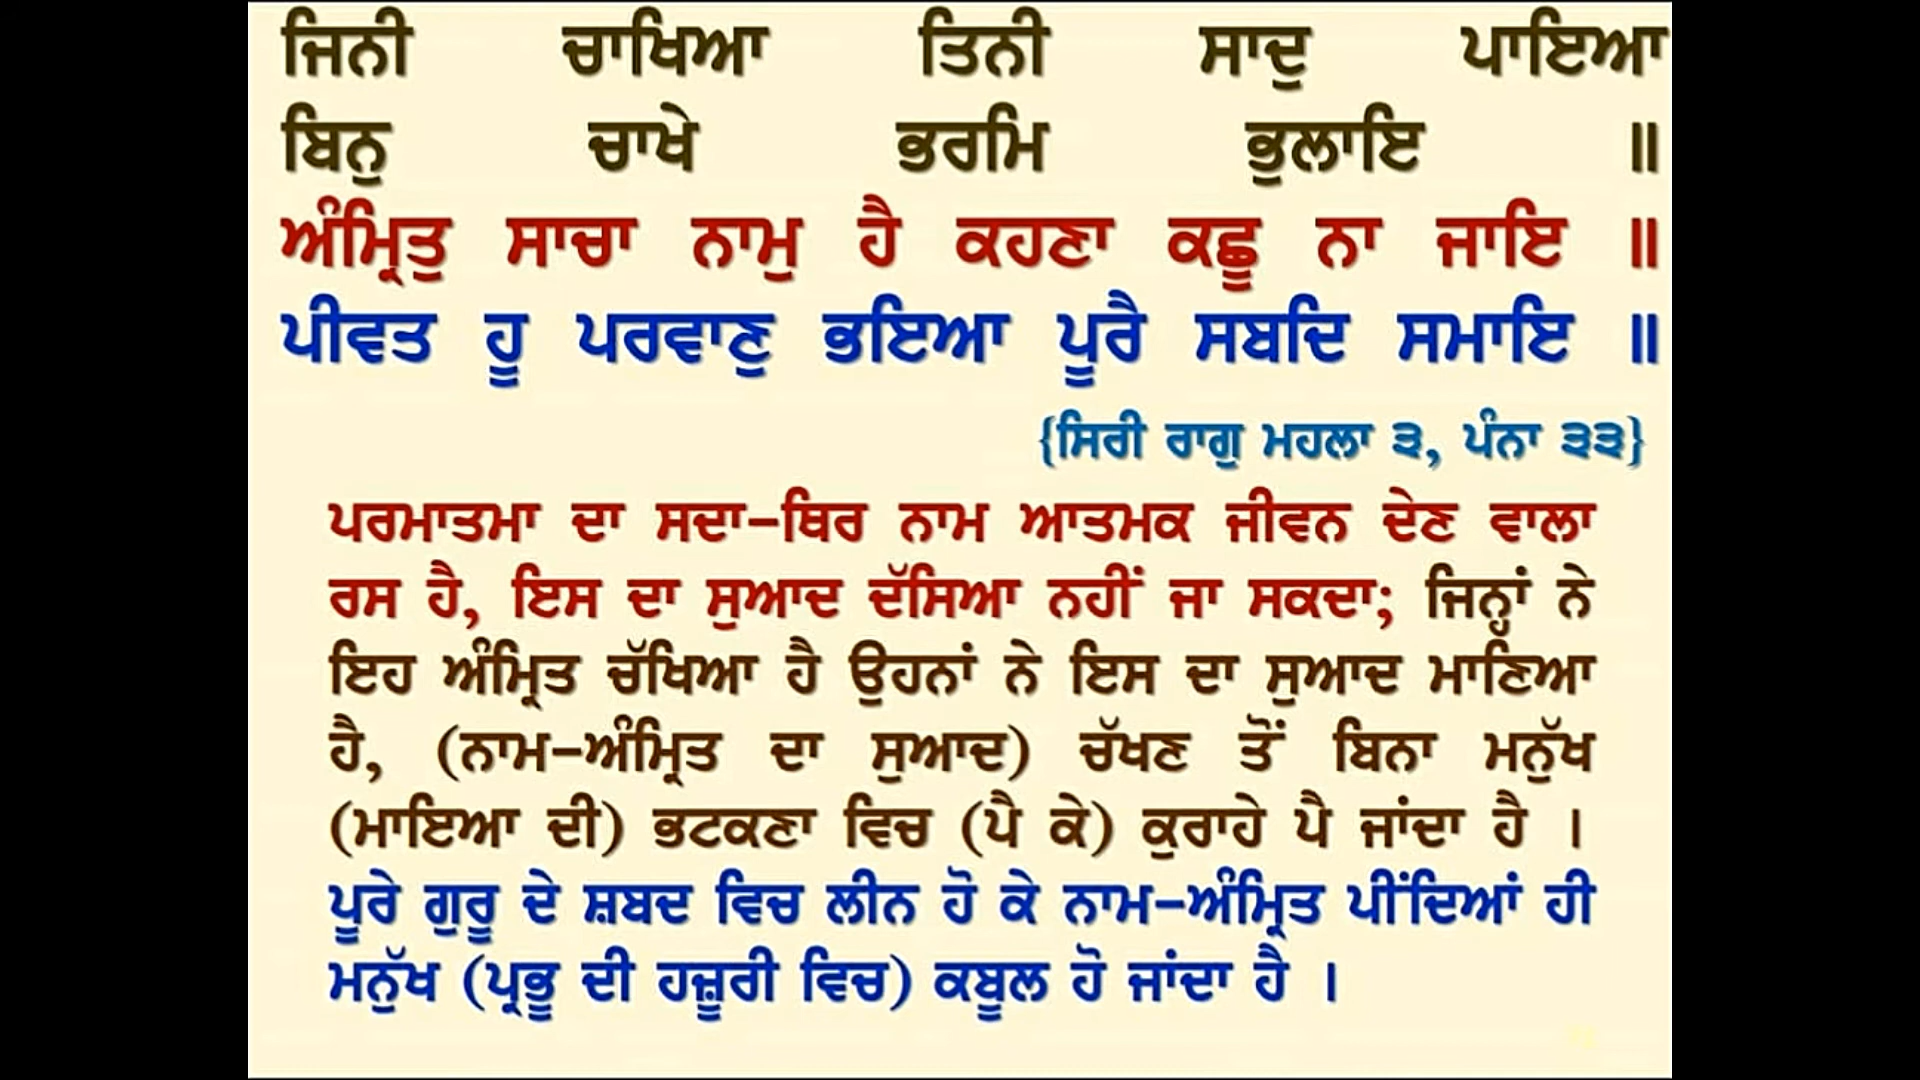 ਜਿਨੀ ਚਾਖਿਆ ਤਿਨੀ ਸਾਦੁ ਪਾਇਆ
ਬਿਨੁ ਚਾਖੇ ਭਰਮਿ ਭੁਲਾਇ ॥
ਅੰਮ੍ਰਿਤੁ ਸਾਚਾ ਨਾਮੁ ਹੈ ਕਹਣਾ ਕਛੂ ਨਾ ਜਾਇ ॥
ਪੀਵਤ ਹੂ ਪਰਵਾਣੁ ਭਇਆ ਪੂਰੈ ਸਬਦਿ ਸਮਾਇ ॥
{ਸਿਰੀ ਰਾਗੁ ਮਹਲਾ ੩, ਪੰਨਾ ੩੩}
ਪਰਮਾਤਮਾ ਦਾ ਸਦਾ-ਥਿਰ ਨਾਮ ਆਤਮਕ ਜੀਵਨ ਦੇਣ ਵਾਲਾ
ਰਸ ਹੈ, ਇਸ ਦਾ ਸੁਆਦ ਦੱਸਿਆ ਨਹੀਂ ਜਾ ਸਕਦਾ; ਜਿਨ੍ਹਾਂ ਨੇ
ਇਹ ਅੰਮ੍ਰਿਤ ਚੱਖਿਆ ਹੈ ਉਹਨਾਂ ਨੇ ਇਸ ਦਾ ਸੁਆਦ ਮਾਣਿਆ
ਹੈ, (ਨਾਮ-ਅੰਮ੍ਰਿਤ ਦਾ ਸੁਆਦ) ਚੱਖਣ ਤੋਂ ਬਿਨਾ ਮਨੁੱਖ
(ਮਾਇਆ ਦੀ) ਭਟਕਣਾ ਵਿਚ (ਪੈ ਕੇ) ਕੁਰਾਹੇ ਪੈ ਜਾਂਦਾ ਹੈ ।
ਪੂਰੇ ਗੁਰੂ ਦੇ ਸ਼ਬਦ ਵਿਚ ਲੀਨ ਹੋ ਕੇ ਨਾਮ-ਅੰਮ੍ਰਿਤ ਪੀਂਦਿਆਂ ਹੀ
ਮਨੁੱਖ (ਪ੍ਰਭੂ ਦੀ ਹਜ਼ੂਰੀ ਵਿਚ) ਕਬੂਲ ਹੋ ਜਾਂਦਾ ਹੈ ।